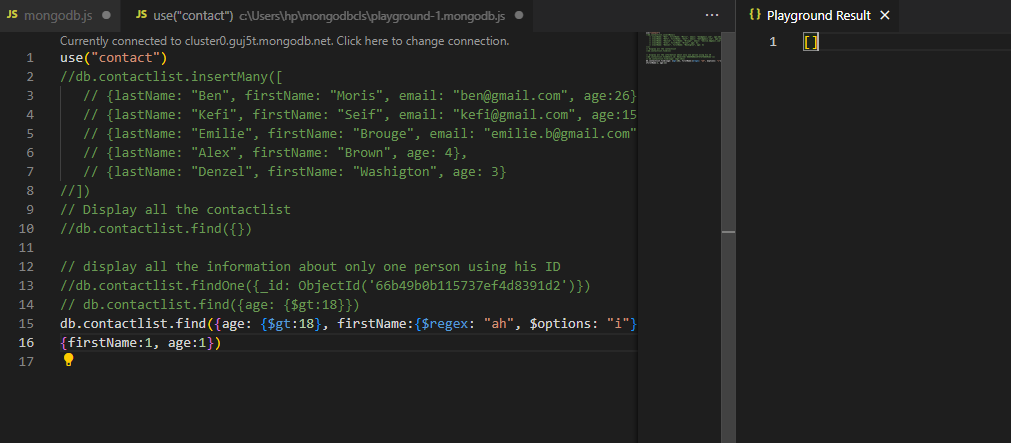 JS mongodb.js
JS use("contact") c:\Users\hp\mongodbcls\playground-1.mongodb.js
{} Playground Result
Currently connected to cluster0.guj5t.mongodb.net. Click here to change connection.
1 use("contact")
2 //db.contactlist.insertMany([
3 // {lastName: "Ben", firstName: "Moris", email: "ben@gmail.com", age:26}
4 // {lastName: "Kefi", firstName: "Seif", email: "kefi@gmail.com", age:15
5 // {lastName: "Emilie", firstName: "Brouge", email: "emilie.b@gmail.com"
6 // {lastName: "Alex", firstName: "Brown", age: 4},
7 // {lastName: "Denzel", firstName: "Washigton", age: 3}
8 //])
9 // Display all the contactlist
10 //db.contactlist.find({})
11
12 // display all the information about only one person using his ID
13 //db.contactlist.findOne({_id: ObjectId('66b49b0b115737ef4d8391d2')})
14 // db.contactlist.find({age: {$gt:18}})
15 db.contactlist.find({age: {$gt:18}, firstName:{$regex: "ah", $options: "i"}
16 {firstName:1, age:1})
17
1 []